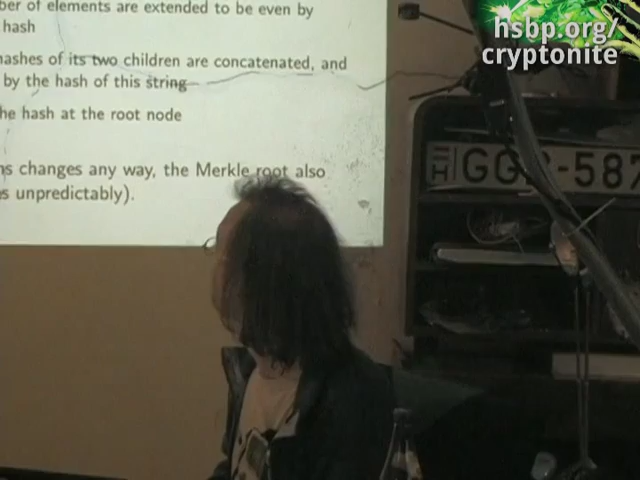 ber of elements are extended to be even by
hash
hashes of its two children are concatenated, and
by the hash of this string
he hash at the root node
ns changes any way, the Merkle root also
s unpredictably).
hsbp.org/
cryptonite
H GG -587